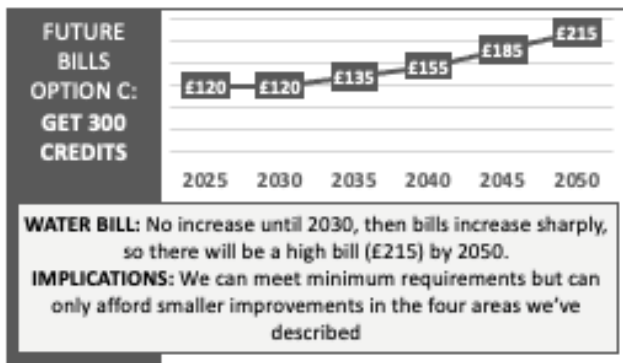 FUTURE
BILLS
OPTION C:
GET 300
CREDITS
£120 £120 £135 £155 £185 £215
2025 2030 2035 2040 2045 2050
WATER BILL: No increase until 2030, then bills increase sharply,
so there will be a high bill (£215) by 2050.
IMPLICATIONS: We can meet minimum requirements but can
only afford smaller improvements in the four areas we've
described